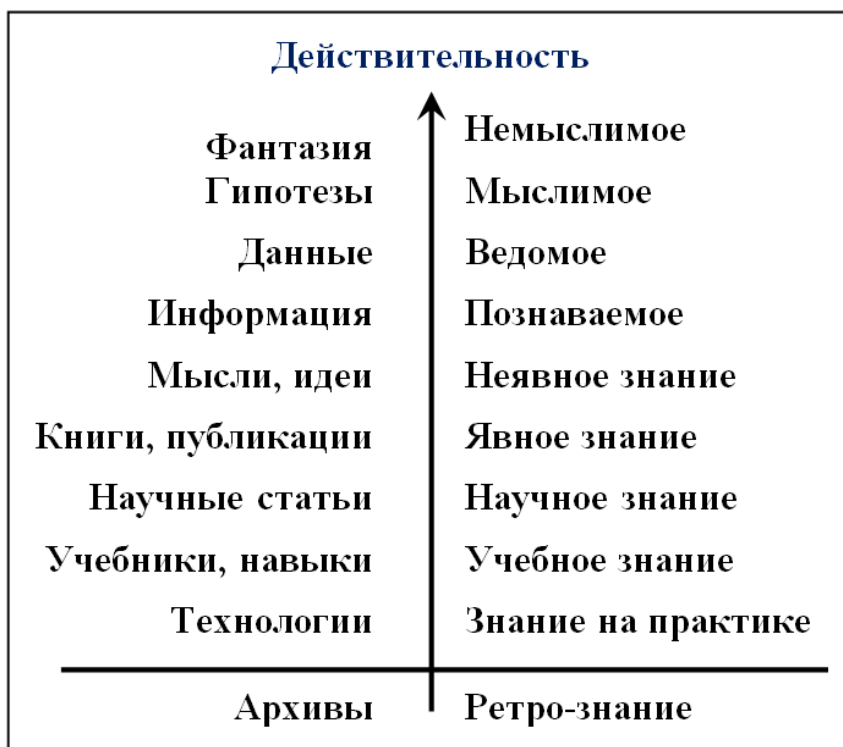 Действительность
Фантазия
Немыслимое
Гипотезы
Мыслимое
Данные
Ведомое
Информация
Познаваемое
Мысли, идеи
Неявное знание
Книги, публикации
Явное знание
Научные статьи
Научное знание
Учебники, навыки
Учебное знание
Технологии
Знание на практике
Архивы
Ретро-знание